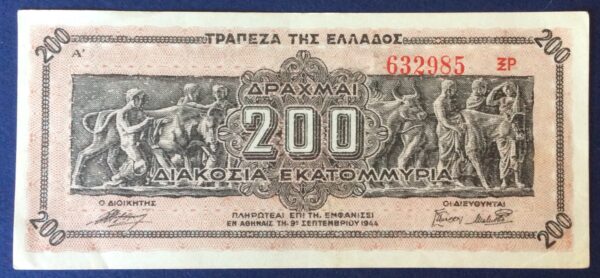 200
200
ΤΡΑΠΕΖΑ ΤΗΣ ΕΛΛΑΔΟΣ
Α'
632985 ΞΡ
ΔΡΑΧΜΑΙ
200
ΔΙΑΚΟΣΙΑ ΕΚΑΤΟΜΜΥΡΙΑ
Ο ΔΙΟΙΚΗΤΗΣ
ΟΙ ΔΙΕΥΘΥΝΤΑΙ
ΠΛΗΡΩΤΕΑΙ ΕΠΙ ΤΗ, ΕΜΦΑΝΙΣΕΙ
ΕΝ ΑΘΗΝΑΙΣ ΤΗ, 9ῃ ΣΕΠΤΕΜΒΡΙΟΥ 1944
200
200